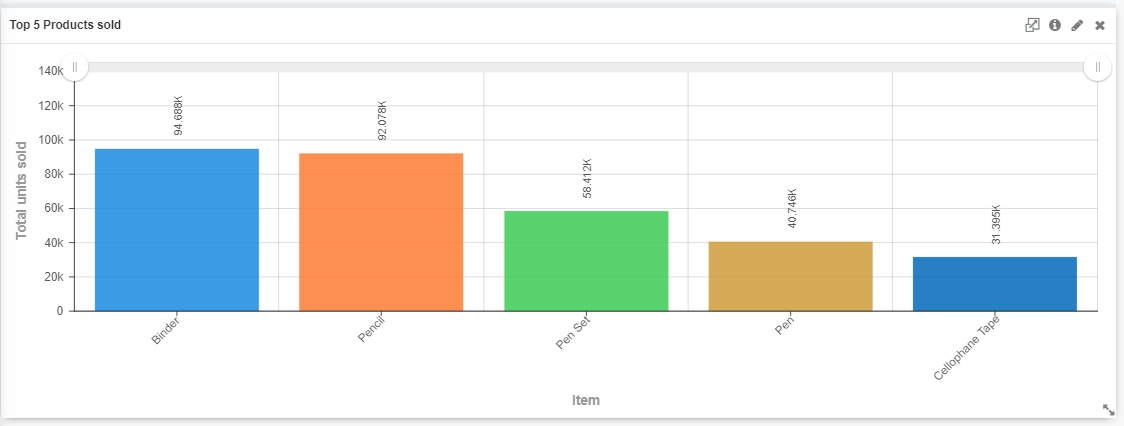 Top 5 Products sold
140k
120k
100k
80k
60k
40k
20k
0
Total units sold
94.688K
92.078K
58.412K
40.746K
31.395K
Binder
Pencil
Pen Set
Pen
Cellophane Tape
Item